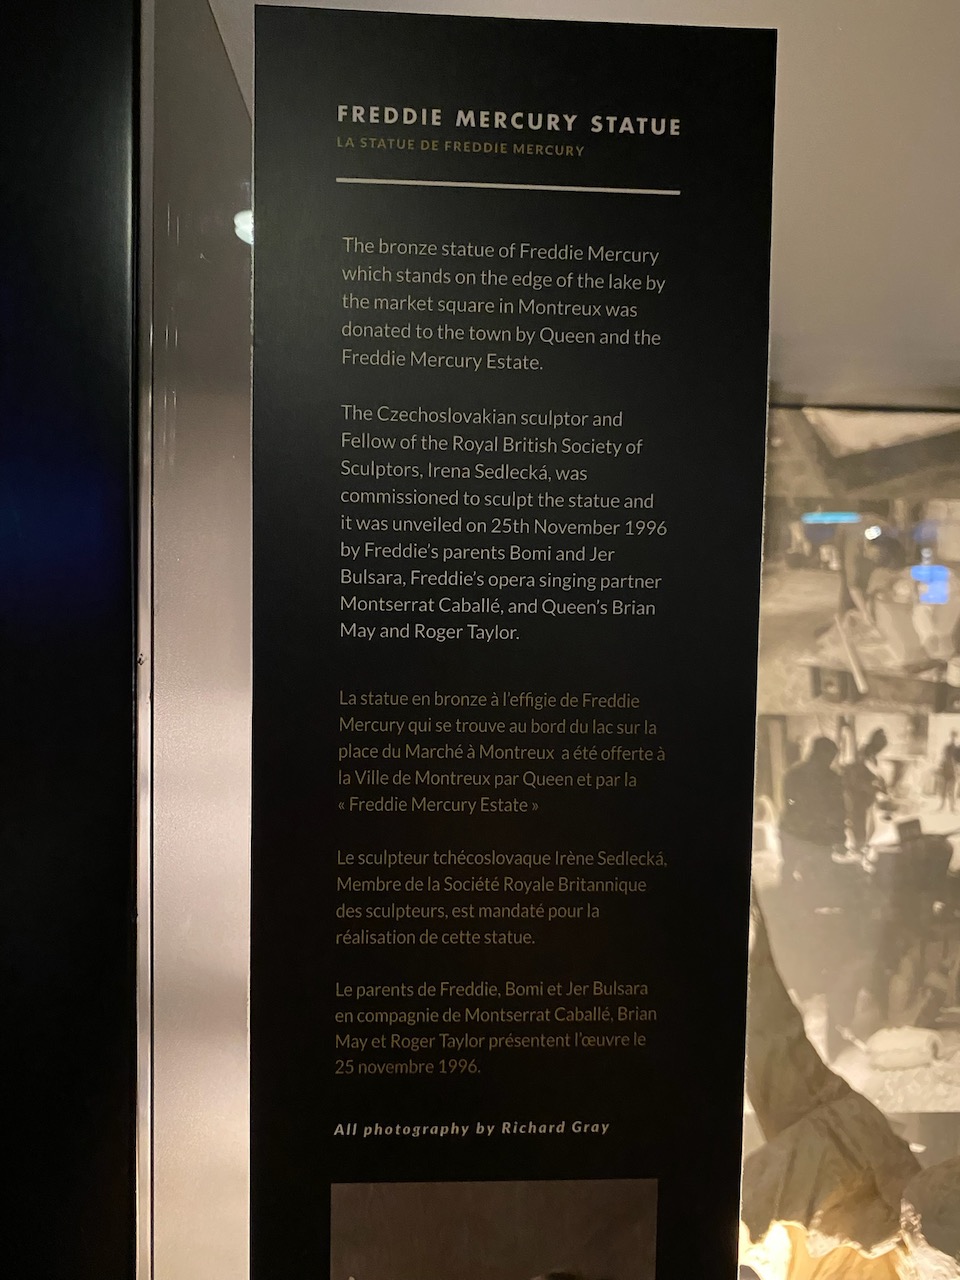 FREDDIE MERCURY STATUE
LA STATUE DE FREDDIE MERCURY
The bronze statue of Freddie Mercury
which stands on the edge of the lake by
the market square in Montreux was
donated to the town by Queen and the
Freddie Mercury Estate.
The Czechoslovakian sculptor and
Fellow of the Royal British Society of
Sculptors, Irena Sedlecká, was
commissioned to sculpt the statue and
it was unveiled on 25th November 1996
by Freddie's parents Bomi and Jer
Bulsara, Freddie's opera singing partner
Montserrat Caballé, and Queen's Brian
May and Roger Taylor.
La statue en bronze à l'effigie de Freddie
Mercury qui se trouve au bord du lac sur la
place du Marché à Montreux  a été offerte à
la Ville de Montreux par Queen et par la
« Freddie Mercury Estate »
Le sculpteur tchécoslovaque Irène Sedlecká,
Membre de la Société Royale Britannique
des sculpteurs, est mandaté pour la
réalisation de cette statue.
Le parents de Freddie, Bomi et Jer Bulsara
en compagnie de Montserrat Caballé, Brian
May et Roger Taylor présentent l'œuvre le
25 novembre 1996.
All photography by Richard Gray